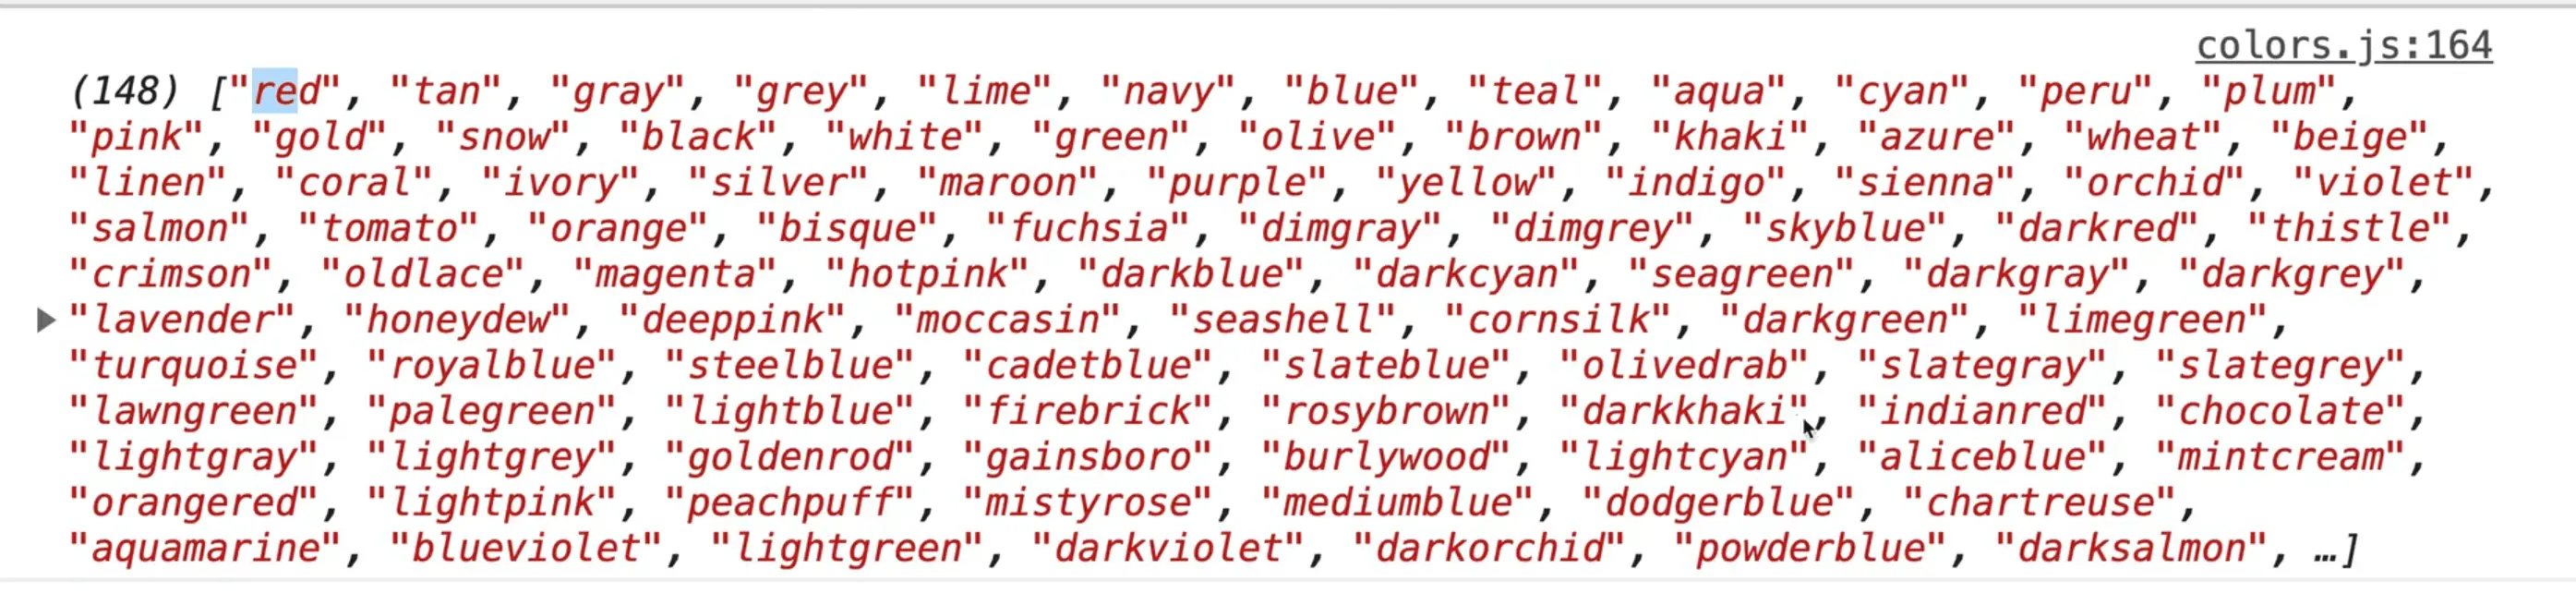 colors.js:164
(148) ["red", "tan", "gray", "grey", "lime", "navy", "blue", "teal", "aqua", "cyan", "peru", "plum",
"pink", "gold", "snow", "black", "white", "green", "olive", "brown", "khaki", "azure", "wheat", "beige",
"linen", "coral", "ivory", "silver", "maroon", "purple", "yellow", "indigo", "sienna", "orchid", "violet",
"salmon", "tomato", "orange", "bisque", "fuchsia", "dimgray", "dimgrey", "skyblue", "darkred", "thistle",
"crimson", "oldlace", "magenta", "hotpink", "darkblue", "darkcyan", "seagreen", "darkgray", "darkgrey",
"lavender", "honeydew", "deeppink", "moccasin", "seashell", "cornsilk", "darkgreen", "limegreen",
"turquoise", "royalblue", "steelblue", "cadetblue", "slateblue", "olivedrab", "slategray", "slategrey",
"lawngreen", "palegreen", "lightblue", "firebrick", "rosybrown", "darkkhaki", "indianred", "chocolate",
"lightgray", "lightgrey", "goldenrod", "gainsboro", "burlywood", "lightcyan", "aliceblue", "mintcream",
"orangered", "lightpink", "peachpuff", "mistyrose", "mediumblue", "dodgerblue", "chartreuse",
"aquamarine", "blueviolet", "lightgreen", "darkviolet", "darkorchid", "powderblue", "darksalmon", …]